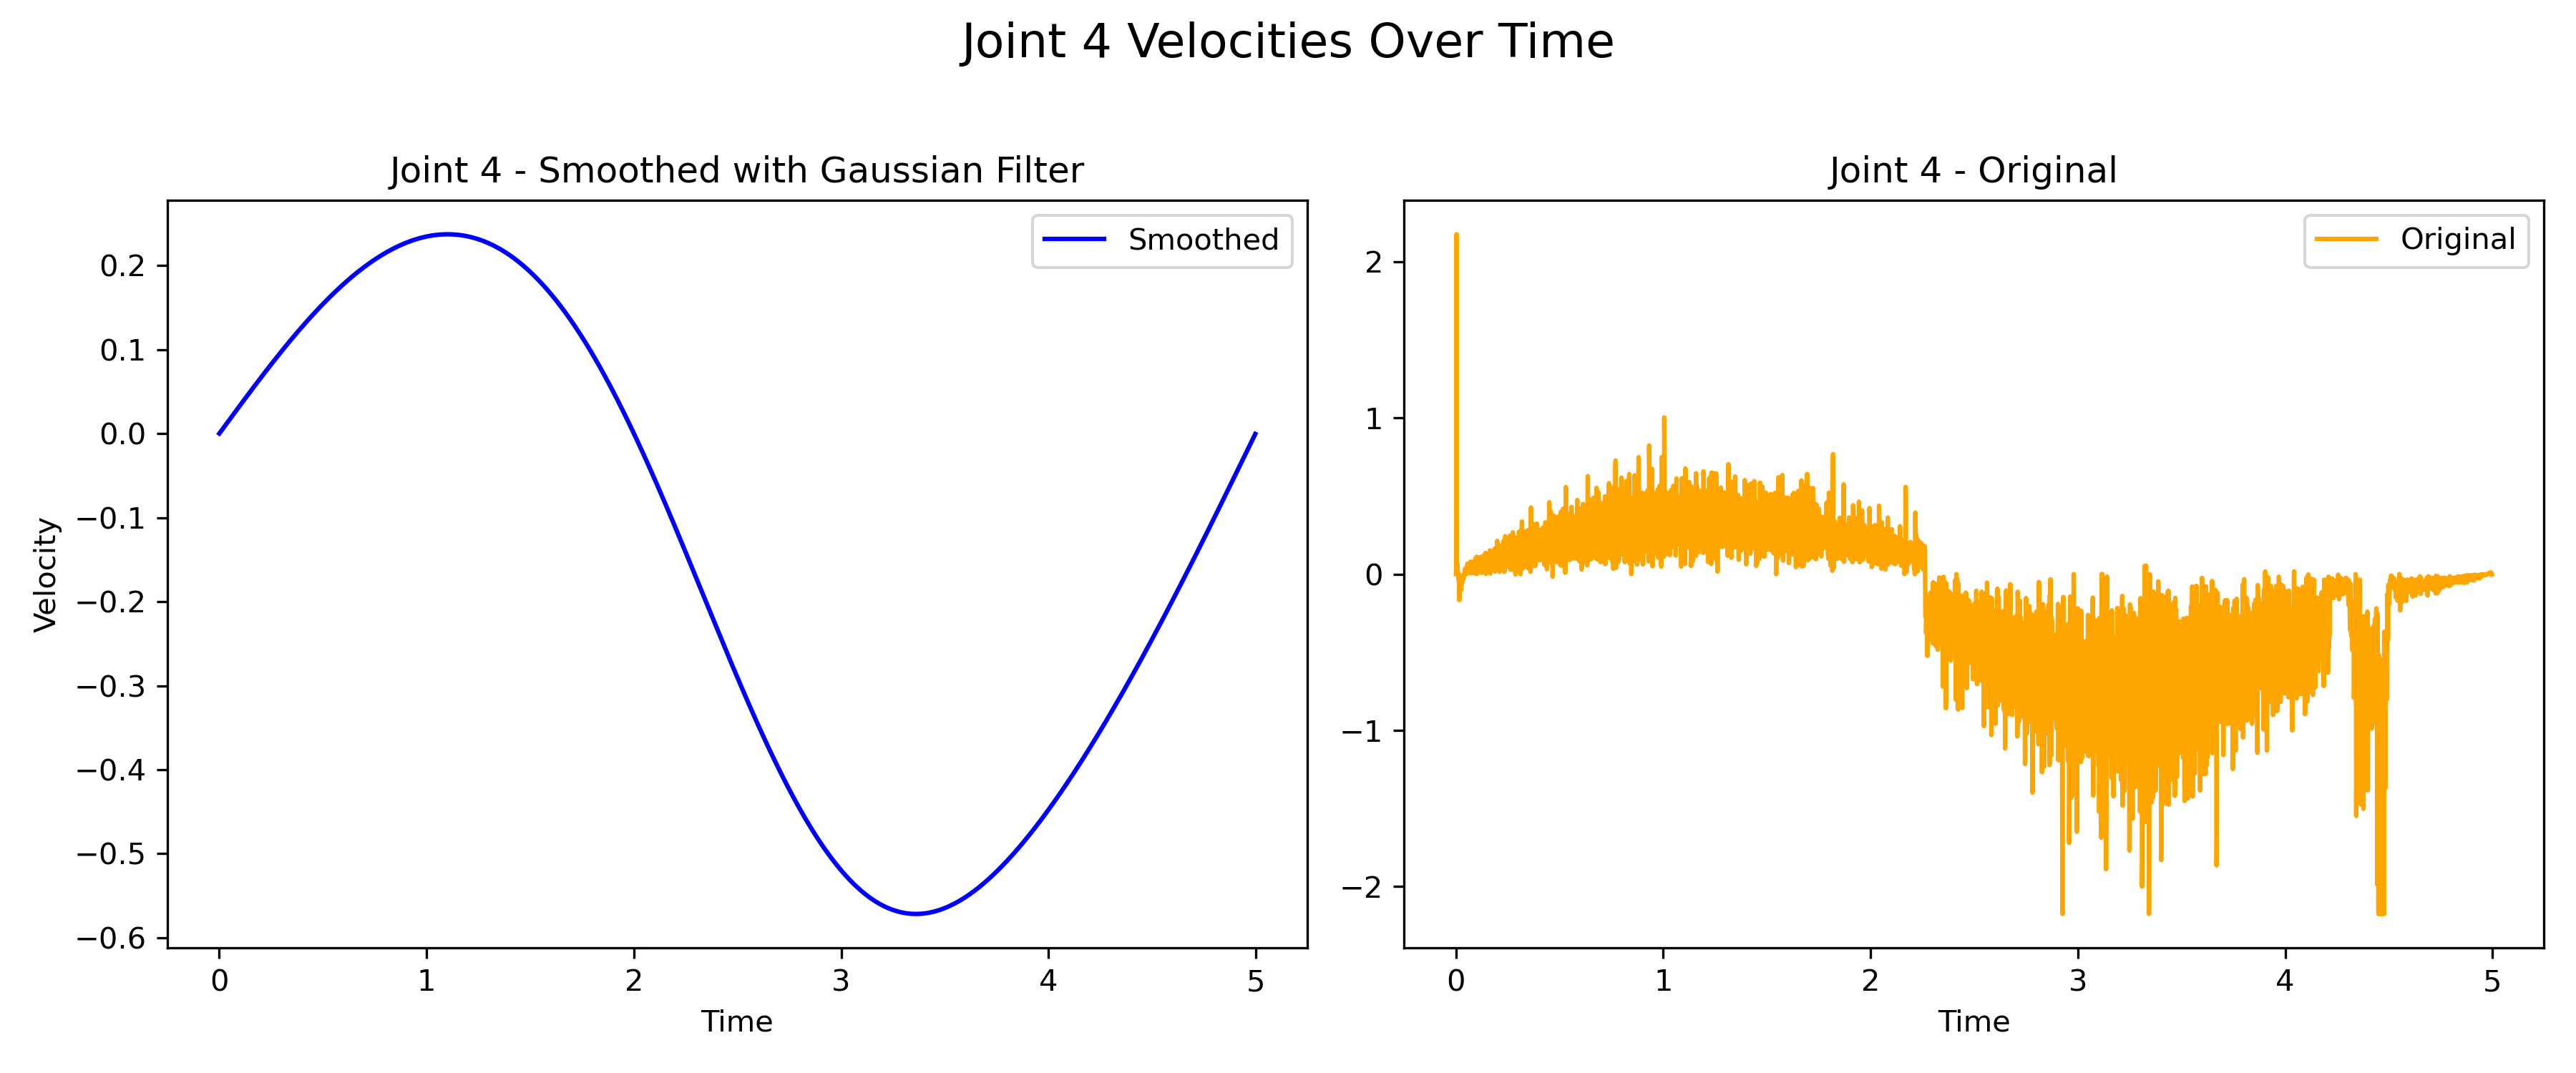 Joint 4 Velocities Over Time
Joint 4 - Smoothed with Gaussian Filter
Smoothed
0.2
0.1
0.0
−0.1
−0.2
−0.3
−0.4
−0.5
−0.6
Velocity
0 1 2 3 4 5
Time
Joint 4 - Original
Original
2
1
0
−1
−2
0 1 2 3 4 5
Time